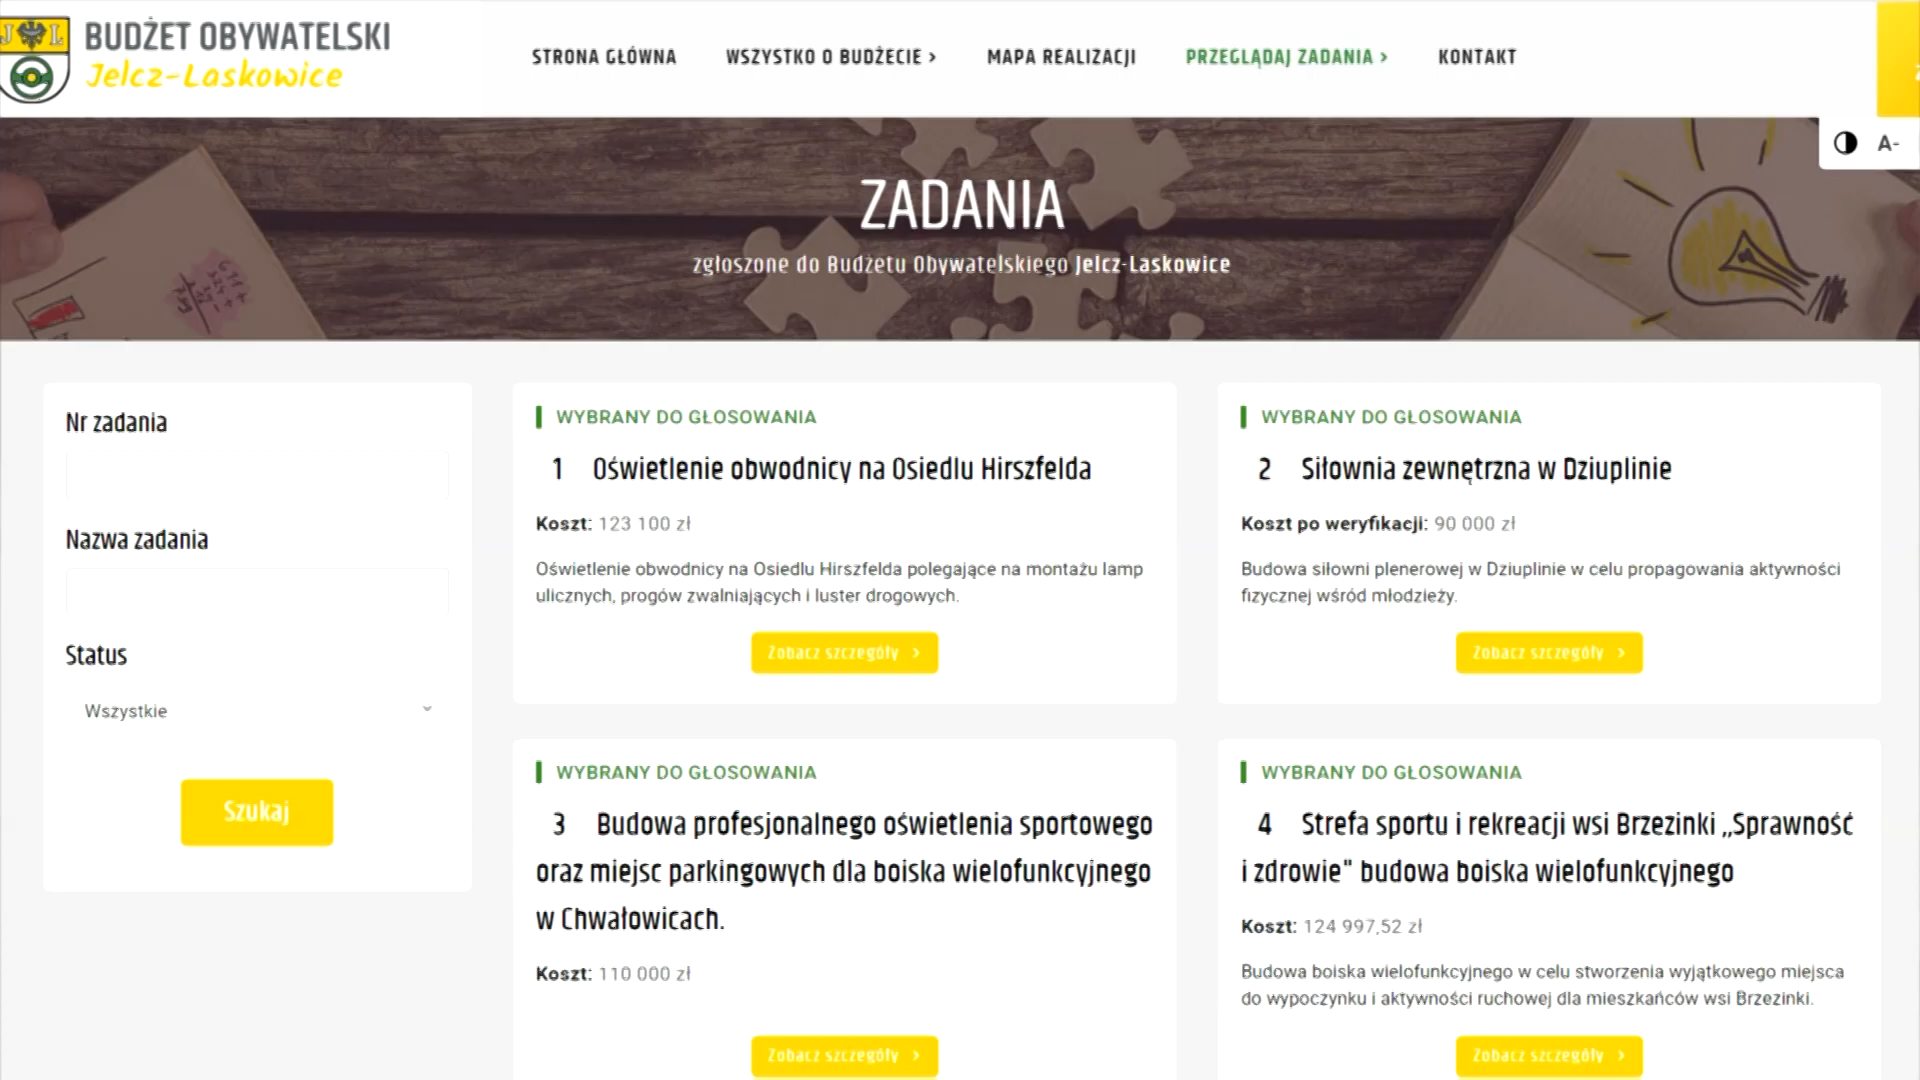 J L
BUDŻET OBYWATELSKI
Jelcz-Laskowice
STRONA GŁÓWNA
WSZYSTKO O BUDŻECIE >
MAPA REALIZACJI
PRZEGLĄDAJ ZADANIA >
KONTAKT
A-
ZADANIA
zgłoszone do Budżetu Obywatelskiego Jelcz-Laskowice
Nr zadania
Nazwa zadania
Status
Wszystkie
Szukaj
WYBRANY DO GŁOSOWANIA
1 Oświetlenie obwodnicy na Osiedlu Hirszfelda
Koszt: 123 100 zł
Oświetlenie obwodnicy na Osiedlu Hirszfelda polegające na montażu lamp
ulicznych, progów zwalniających i luster drogowych.
Zobacz szczegóły >
WYBRANY DO GŁOSOWANIA
2 Siłownia zewnętrzna w Dziuplinie
Koszt po weryfikacji: 90 000 zł
Budowa siłowni plenerowej w Dziuplinie w celu propagowania aktywności
fizycznej wśród młodzieży.
Zobacz szczegóły >
WYBRANY DO GŁOSOWANIA
3 Budowa profesjonalnego oświetlenia sportowego
oraz miejsc parkingowych dla boiska wielofunkcyjnego
w Chwałowicach.
Koszt: 110 000 zł
Zobacz szczegóły >
WYBRANY DO GŁOSOWANIA
4 Strefa sportu i rekreacji wsi Brzezinki ,,Sprawność
i zdrowie" budowa boiska wielofunkcyjnego
Koszt: 124 997,52 zł
Budowa boiska wielofunkcyjnego w celu stworzenia wyjątkowego miejsca
do wypoczynku i aktywności ruchowej dla mieszkańców wsi Brzezinki.
Zobacz szczegóły >